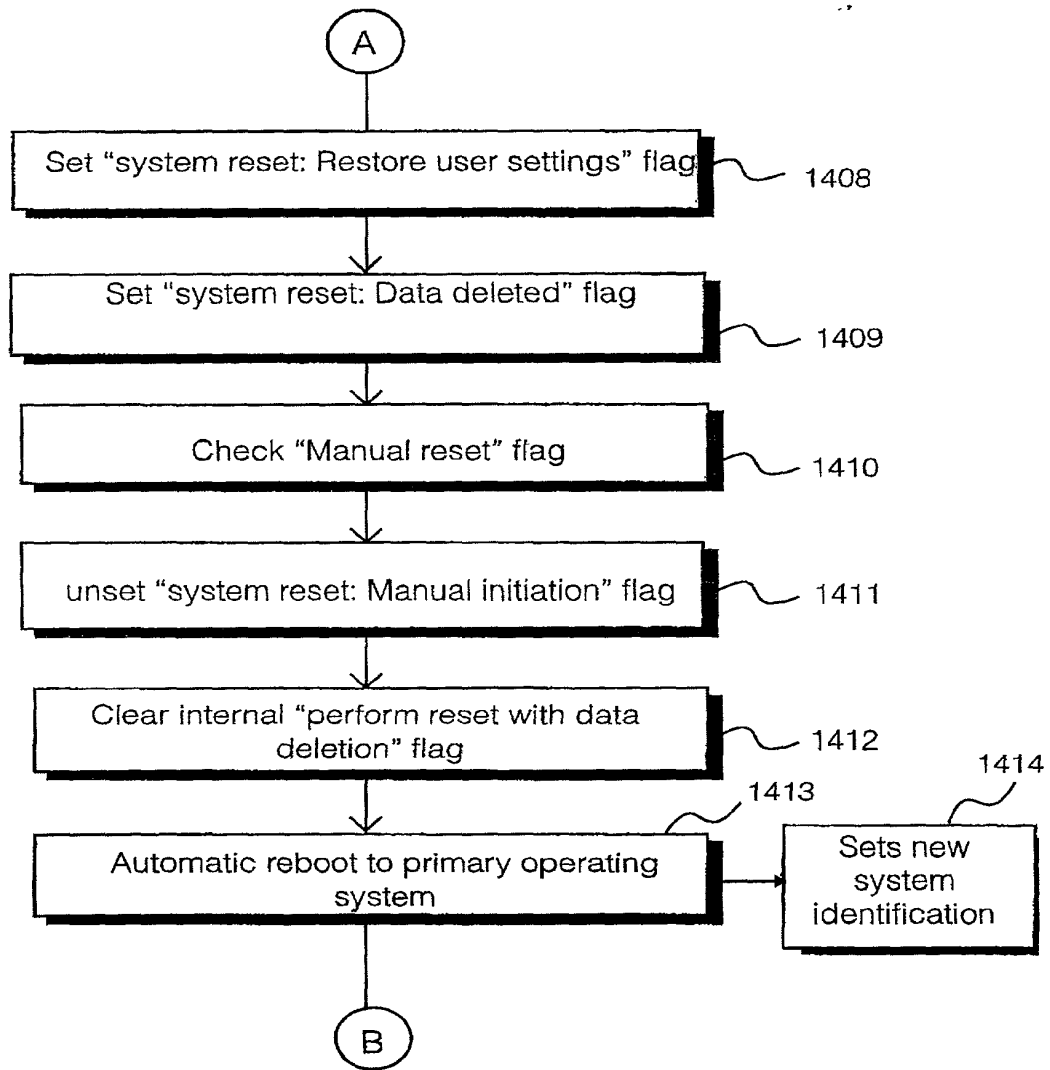 A
Set “system reset: Restore user settings” flag
1408
Set “system reset: Data deleted” flag
1409
Check “Manual reset” flag
1410
unset “system reset: Manual initiation” flag
1411
Clear internal “perform reset with data
deletion” flag
1412
1413
Automatic reboot to primary operating
system
1414
Sets new
system
identification
B